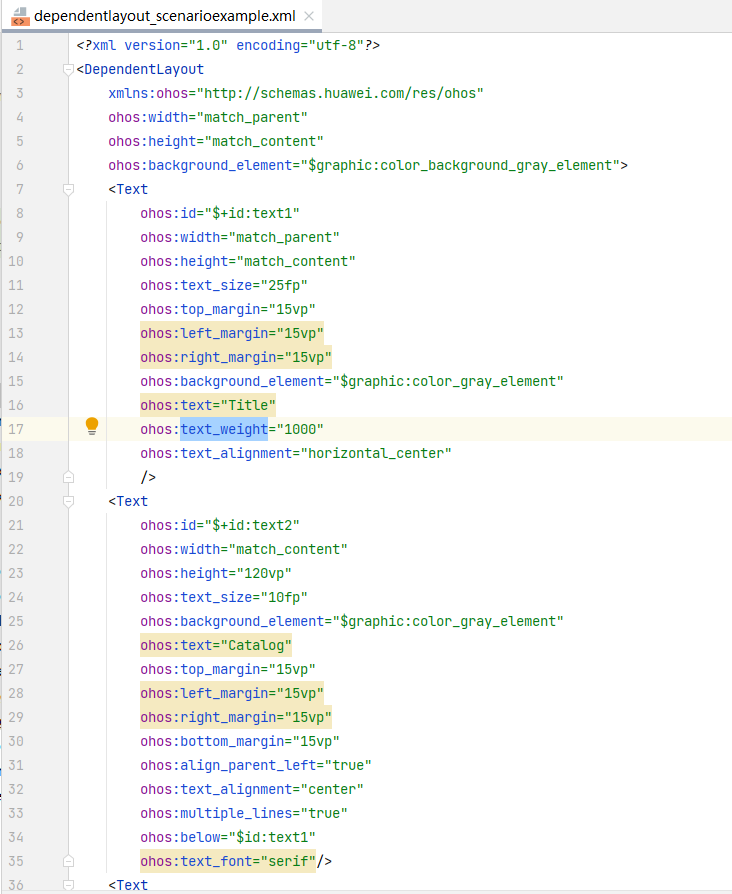 dependentlayout_scenarioexample.xml
1 <?xml version="1.0" encoding="utf-8"?>
2 <DependentLayout
3 xmlns:ohos="http://schemas.huawei.com/res/ohos"
4 ohos:width="match_parent"
5 ohos:height="match_content"
6 ohos:background_element="$graphic:color_background_gray_element">
7 <Text
8 ohos:id="$+id:text1"
9 ohos:width="match_parent"
10 ohos:height="match_content"
11 ohos:text_size="25fp"
12 ohos:top_margin="15vp"
13 ohos:left_margin="15vp"
14 ohos:right_margin="15vp"
15 ohos:background_element="$graphic:color_gray_element"
16 ohos:text="Title"
17 ohos:text_weight="1000"
18 ohos:text_alignment="horizontal_center"
19 />
20 <Text
21 ohos:id="$+id:text2"
22 ohos:width="match_content"
23 ohos:height="120vp"
24 ohos:text_size="10fp"
25 ohos:background_element="$graphic:color_gray_element"
26 ohos:text="Catalog"
27 ohos:top_margin="15vp"
28 ohos:left_margin="15vp"
29 ohos:right_margin="15vp"
30 ohos:bottom_margin="15vp"
31 ohos:align_parent_left="true"
32 ohos:text_alignment="center"
33 ohos:multiple_lines="true"
34 ohos:below="$id:text1"
35 ohos:text_font="serif"/>
36 <Text